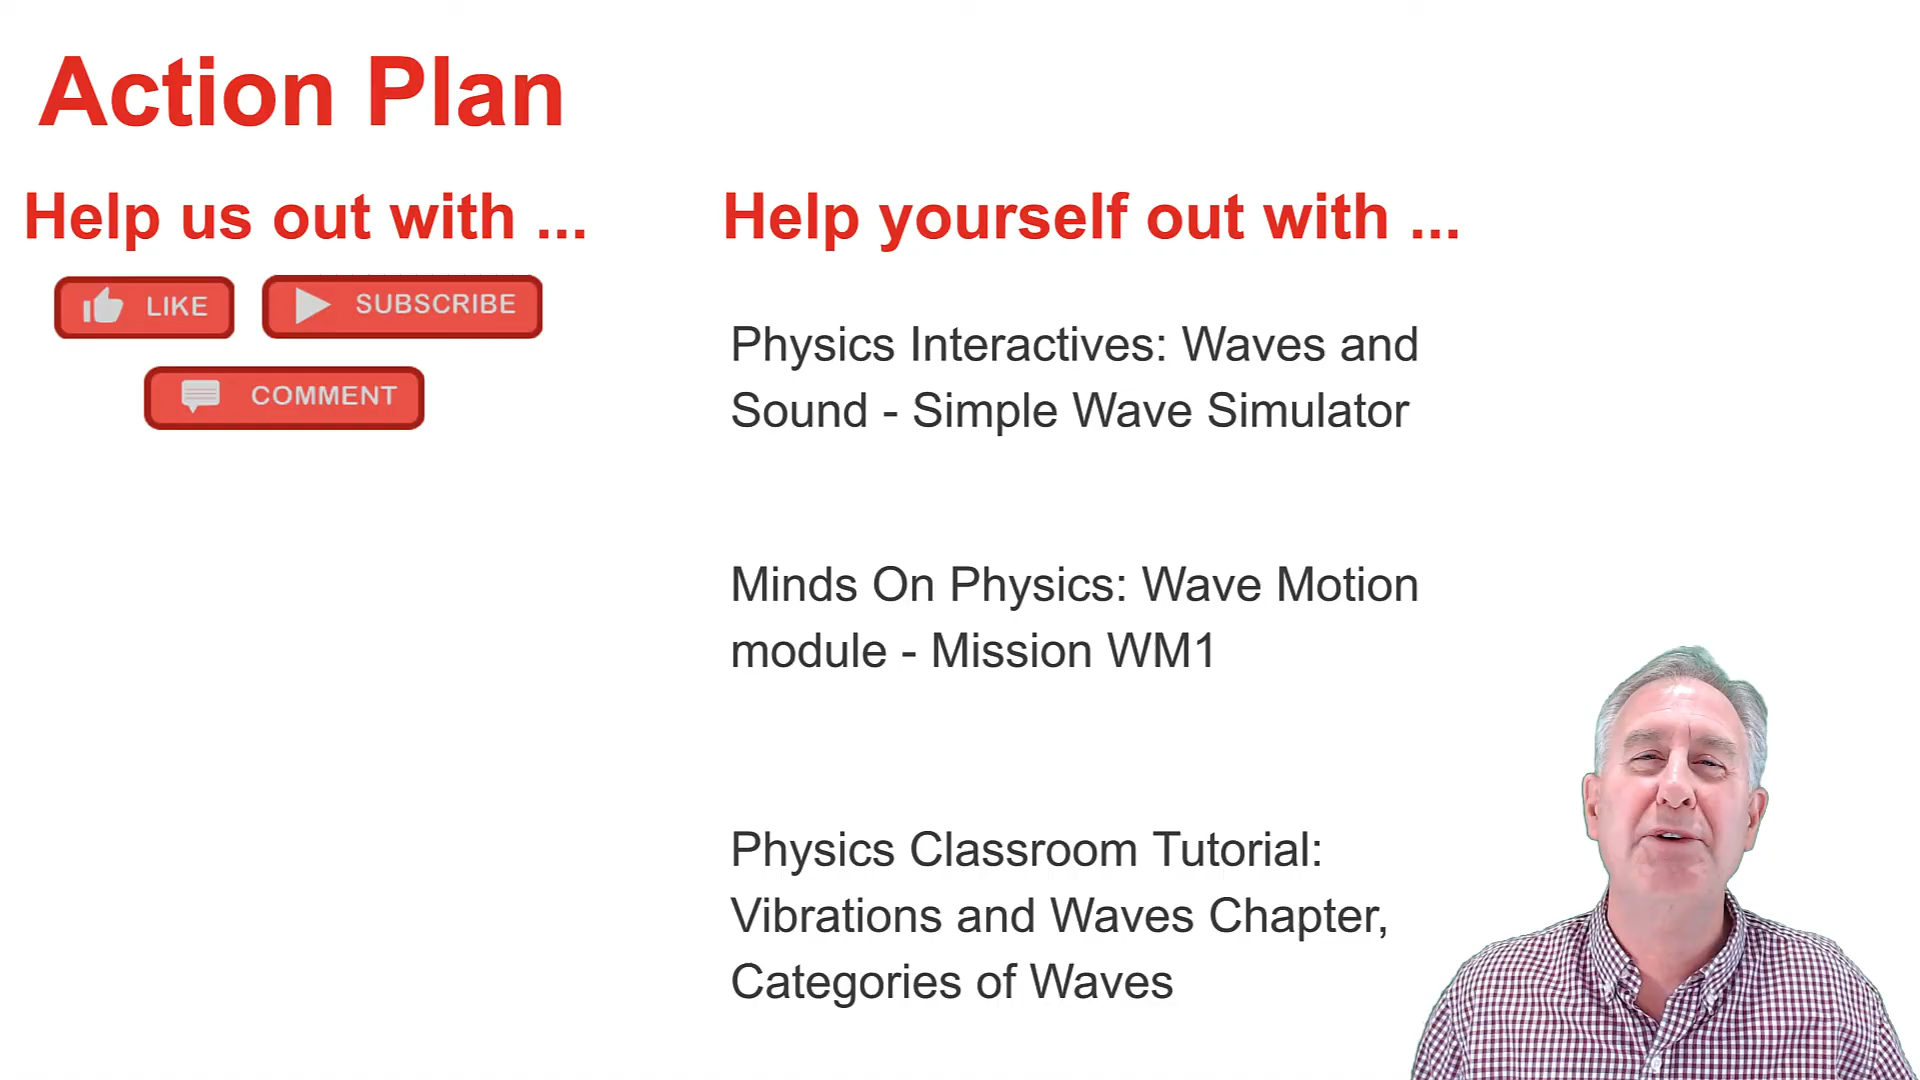 Action Plan
Help us out with ...
LIKE
SUBSCRIBE
COMMENT
Help yourself out with ...
Physics Interactives: Waves and
Sound - Simple Wave Simulator
Minds On Physics: Wave Motion
module - Mission WM1
Physics Classroom Tutorial:
Vibrations and Waves Chapter,
Categories of Waves